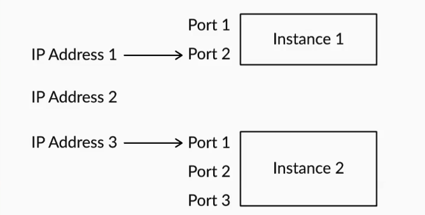 Port 1
Instance 1
IP Address 1 Port 2
IP Address 2
IP Address 3 Port 1
Port 2 Instance 2
Port 3